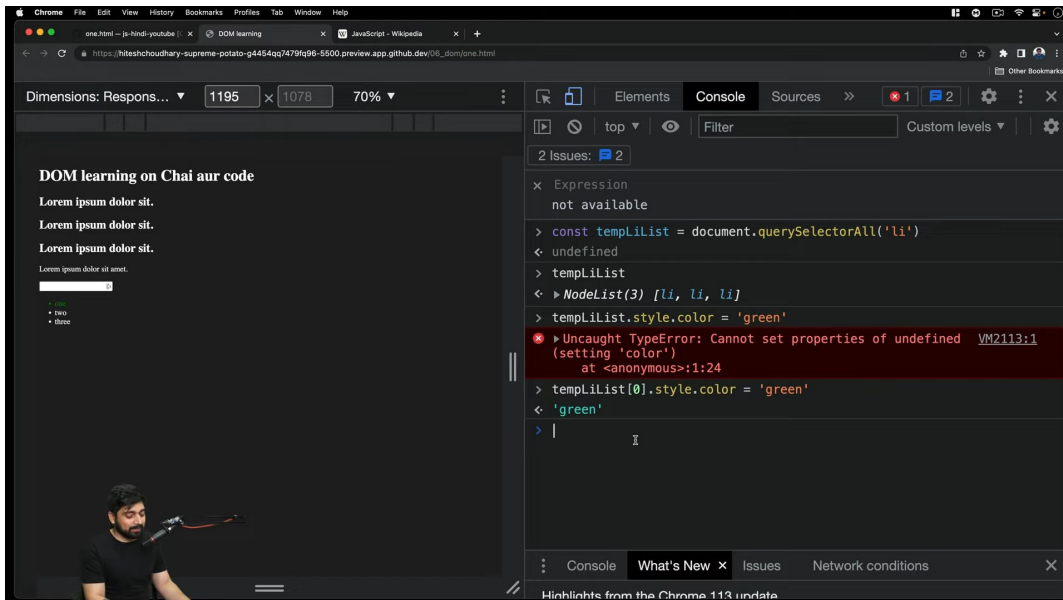 Chrome File Edit View History Bookmarks Profiles Tab Window Help
one.html — js-hindi-youtube [C × DOM learning × W JavaScript - Wikipedia × +
https://hiteshchoudhary-supreme-potato-g4454qq7479fq96-5500.preview.app.github.dev/06_dom/one.html
Other Bookmarks
Dimensions: Respons... ▼ 1195 × 1078 70% ▼
Elements Console Sources » 1 2
top ▼ Filter Custom levels ▼
2 Issues: 2
× Expression
not available
> const tempLiList = document.querySelectorAll('li')
undefined
> tempLiList
▶ NodeList(3) [li, li, li]
> tempLiList.style.color = 'green'
▶ Uncaught TypeError: Cannot set properties of undefined VM2113:1
(setting 'color')
at <anonymous>:1:24
> tempLiList[0].style.color = 'green'
'green'
>
DOM learning on Chai aur code
Lorem ipsum dolor sit.
Lorem ipsum dolor sit.
Lorem ipsum dolor sit.
Lorem ipsum dolor sit amet.
• one
• two
• three
Console What's New × Issues Network conditions ×
Highlights from the Chrome 113 update